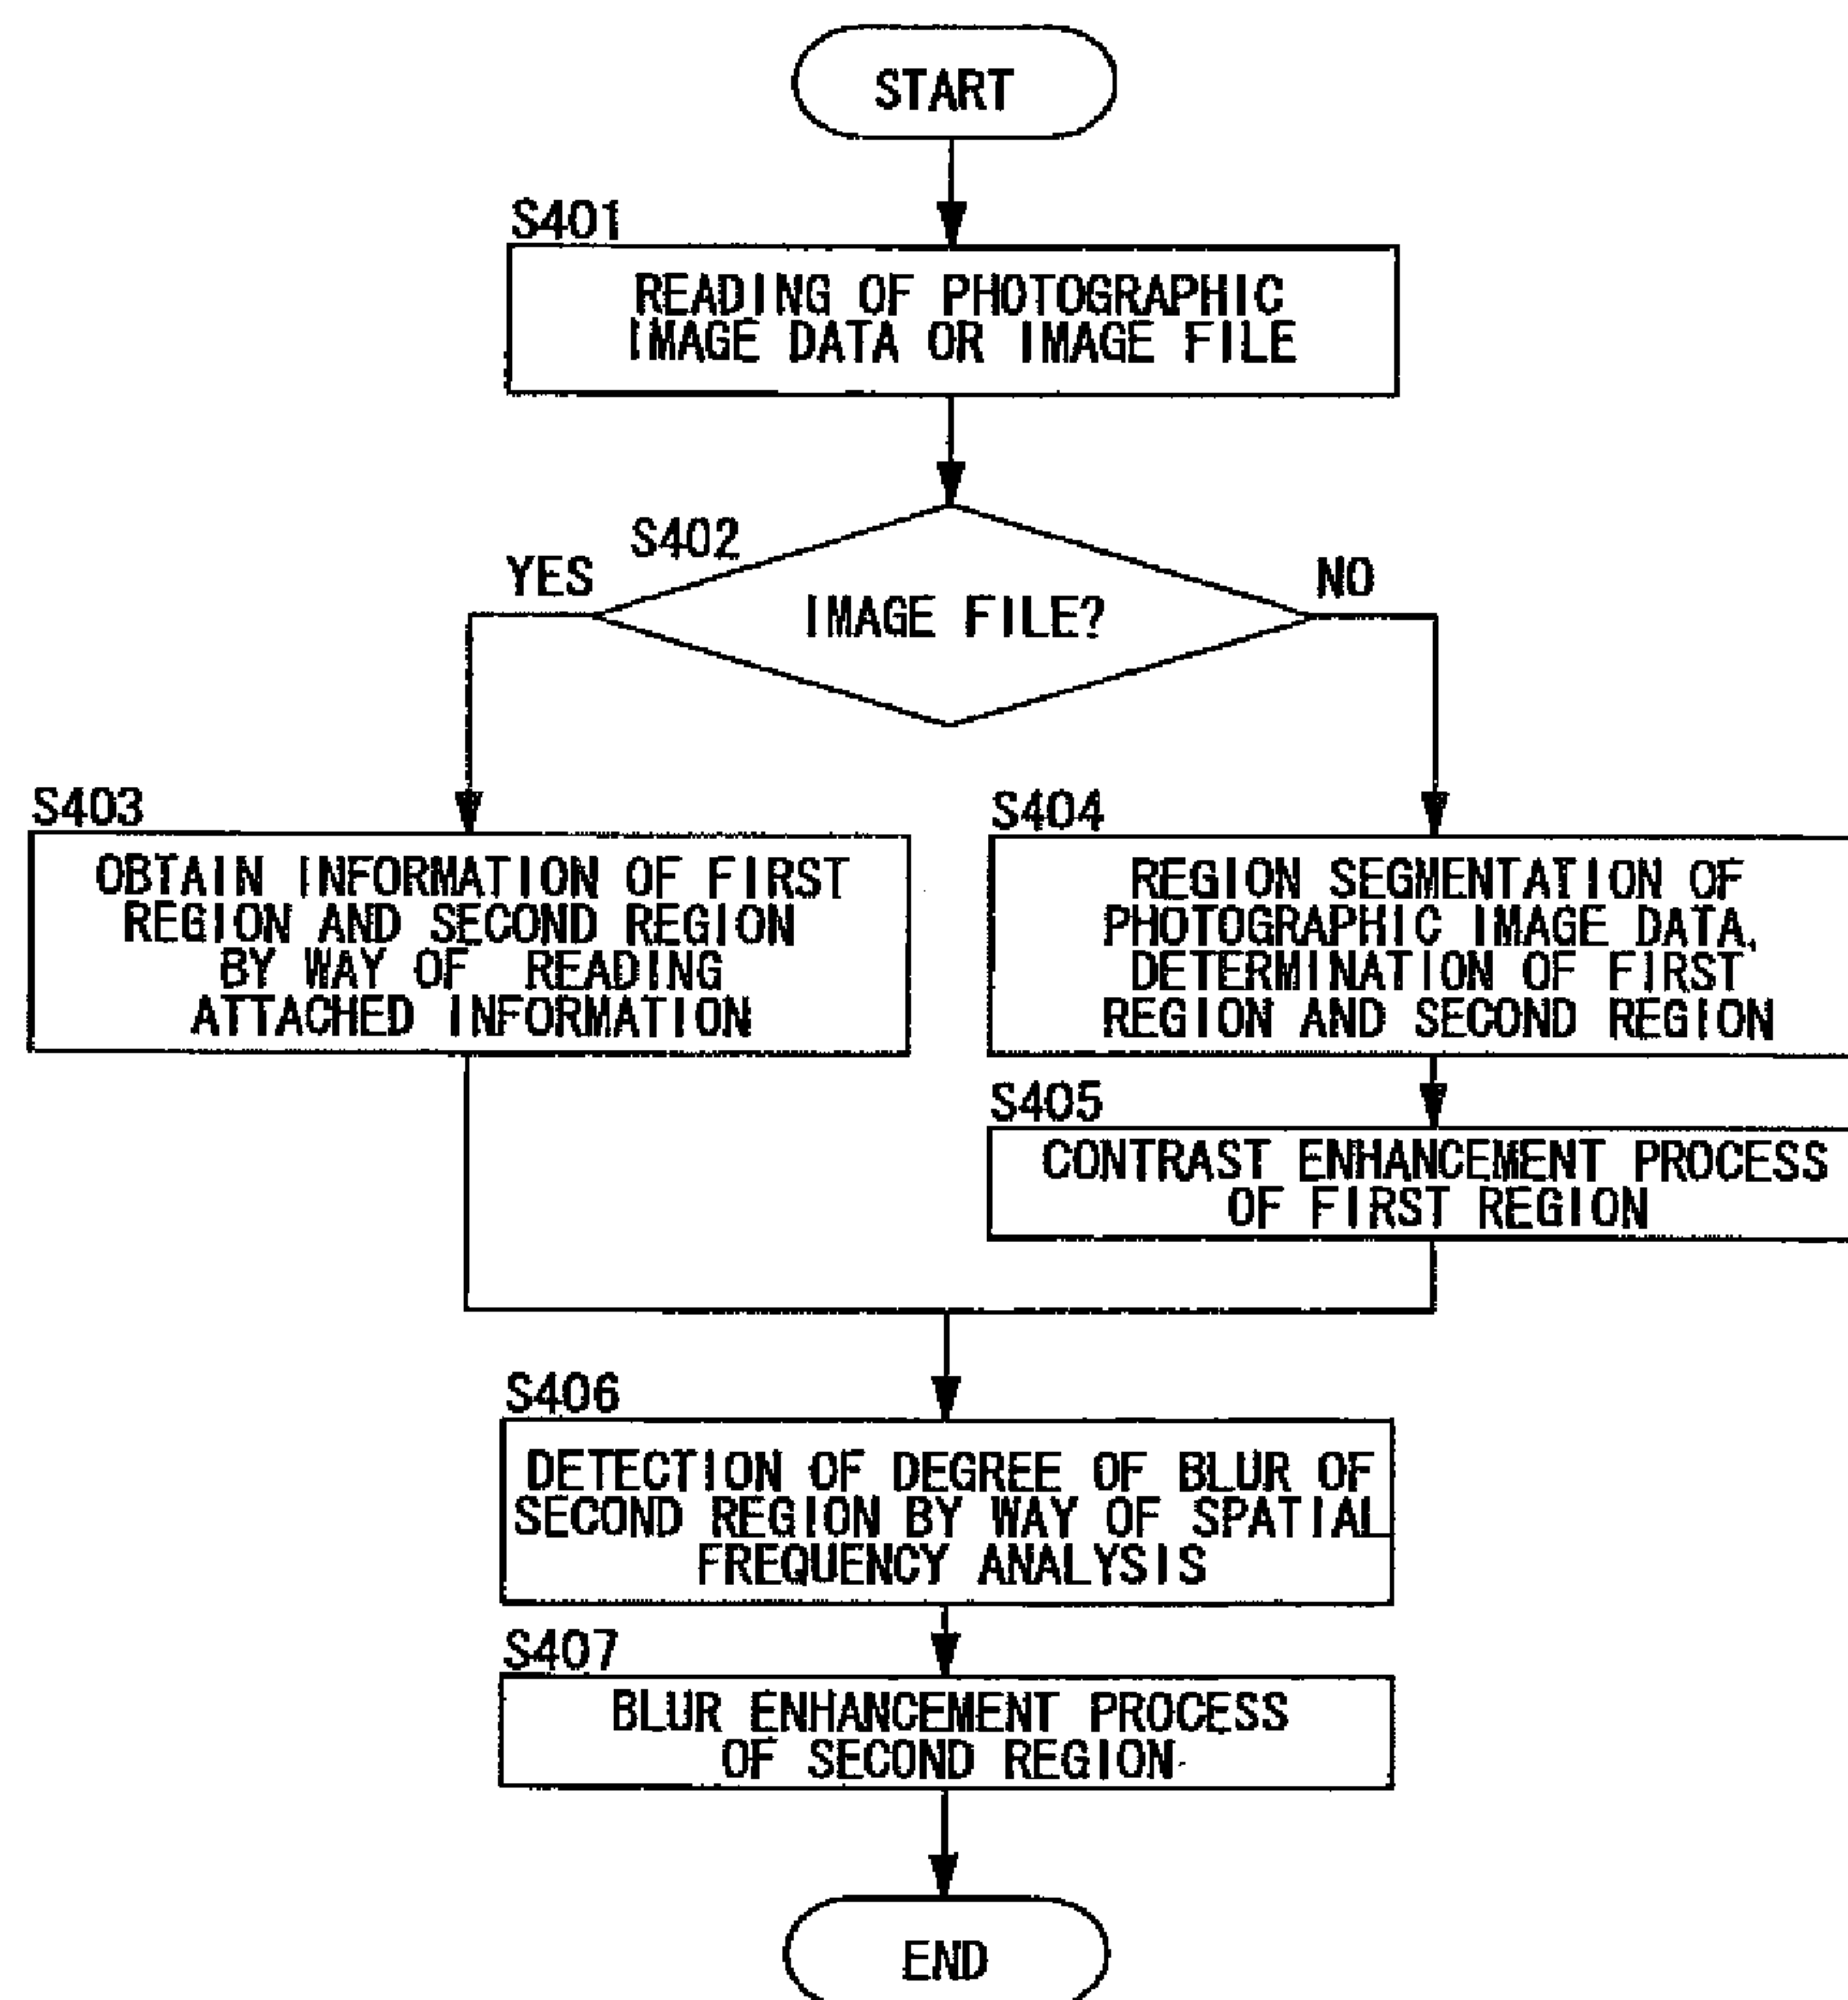 START
S401
READING OF PHOTOGRAPHIC
IMAGE DATA OR IMAGE FILE
S402
YES
NO
IMAGE FILE?
S403
OBTAIN INFORMATION OF FIRST
REGION AND SECOND REGION
BY WAY OF READING
ATTACHED INFORMATION
S404
REGION SEGMENTATION OF
PHOTOGRAPHIC IMAGE DATA,
DETERMINATION OF FIRST
REGION AND SECOND REGION
S405
CONTRAST ENHANCEMENT PROCESS
OF FIRST REGION
S406
DETECTION OF DEGREE OF BLUR OF
SECOND REGION BY WAY OF SPATIAL
FREQUENCY ANALYSIS
S407
BLUR ENHANCEMENT PROCESS
OF SECOND REGION
END